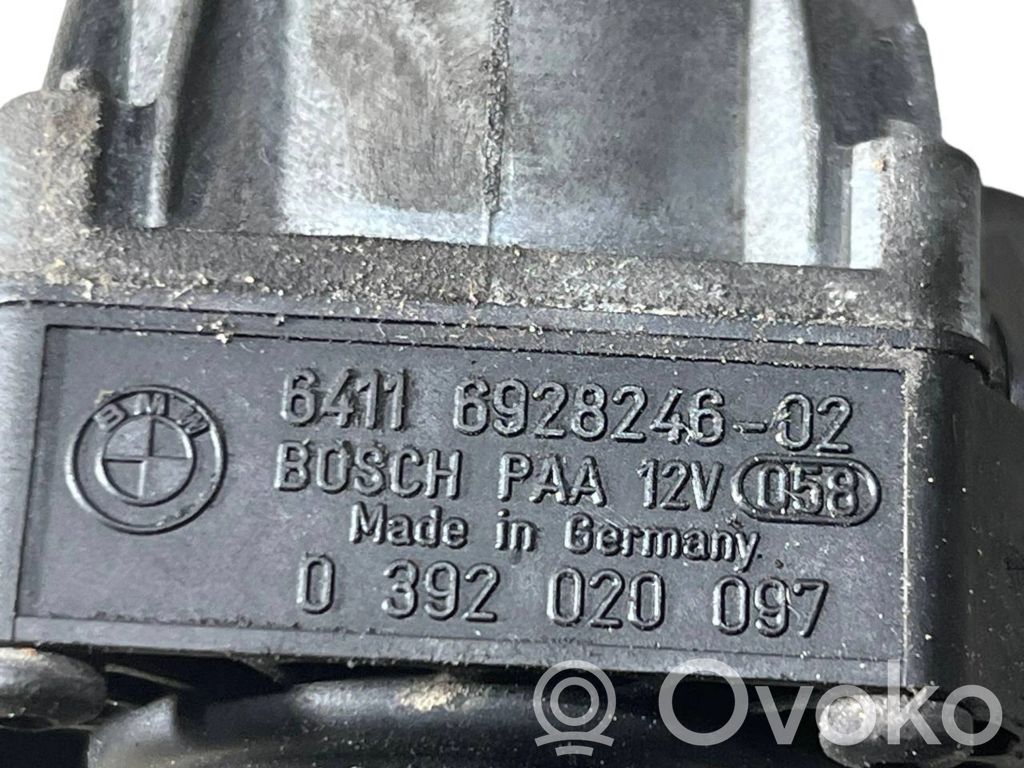 BMW
6411 6928246-02
BOSCH PAA 12V 058
Made in Germany
0 392 020 097
Ovoko